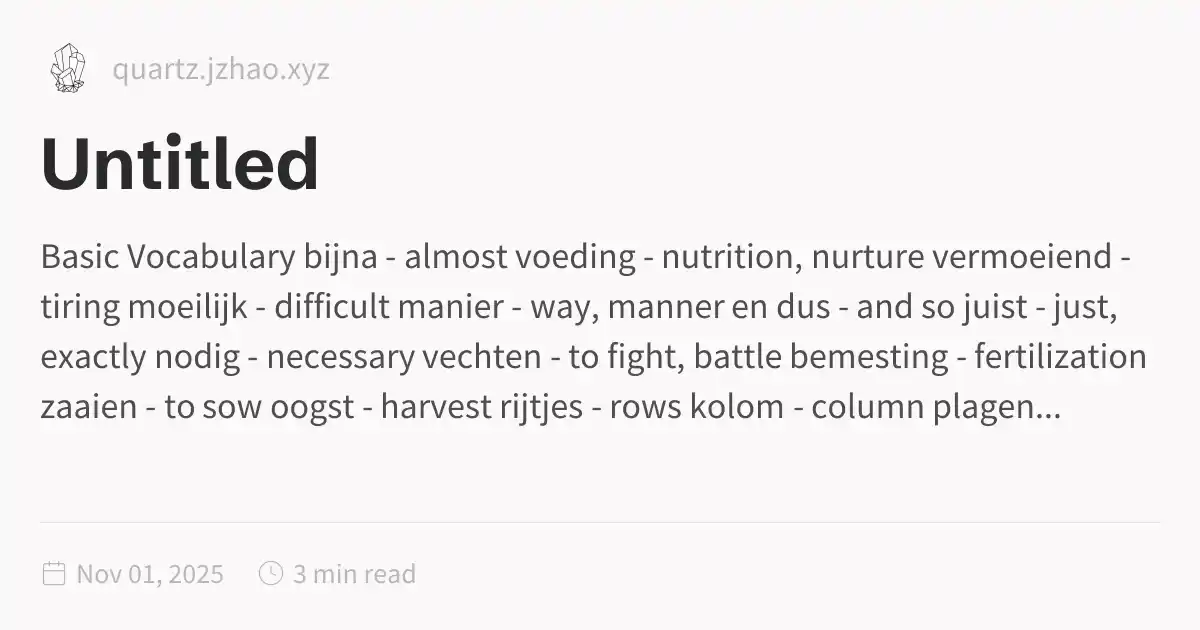 quartz.jzhao.xyz
Untitled
Basic Vocabulary bijna - almost voeding - nutrition, nurture vermoeiend -
tiring moeilijk - difficult manier - way, manner en dus - and so juist - just,
exactly nodig - necessary vechten - to fight, battle bemesting - fertilization
zaaien - to sow oogst - harvest rijtjes - rows kolom - column plagen...
Nov 01, 2025 3 min read